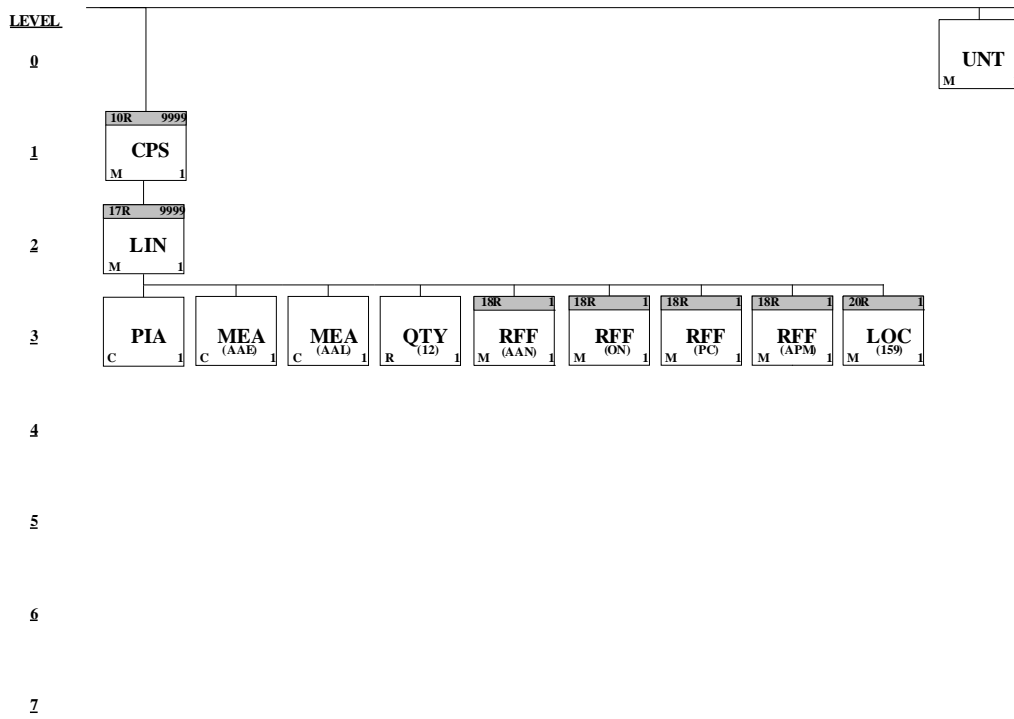 LEVEL
0
UNT
M
10R 9999
1
CPS
M 1
17R 9999
2
LIN
M 1
18R 1 18R 1 18R 1 18R 1 20R 1
3
PIA MEA MEA QTY RFF RFF RFF RFF LOC
(AAE) (AAL) (12) (AAN) (ON) (PC) (APM) (159)
C 1 C 1 C 1 R 1 M 1 M 1 M 1 M 1 M 1
4
5
6
7